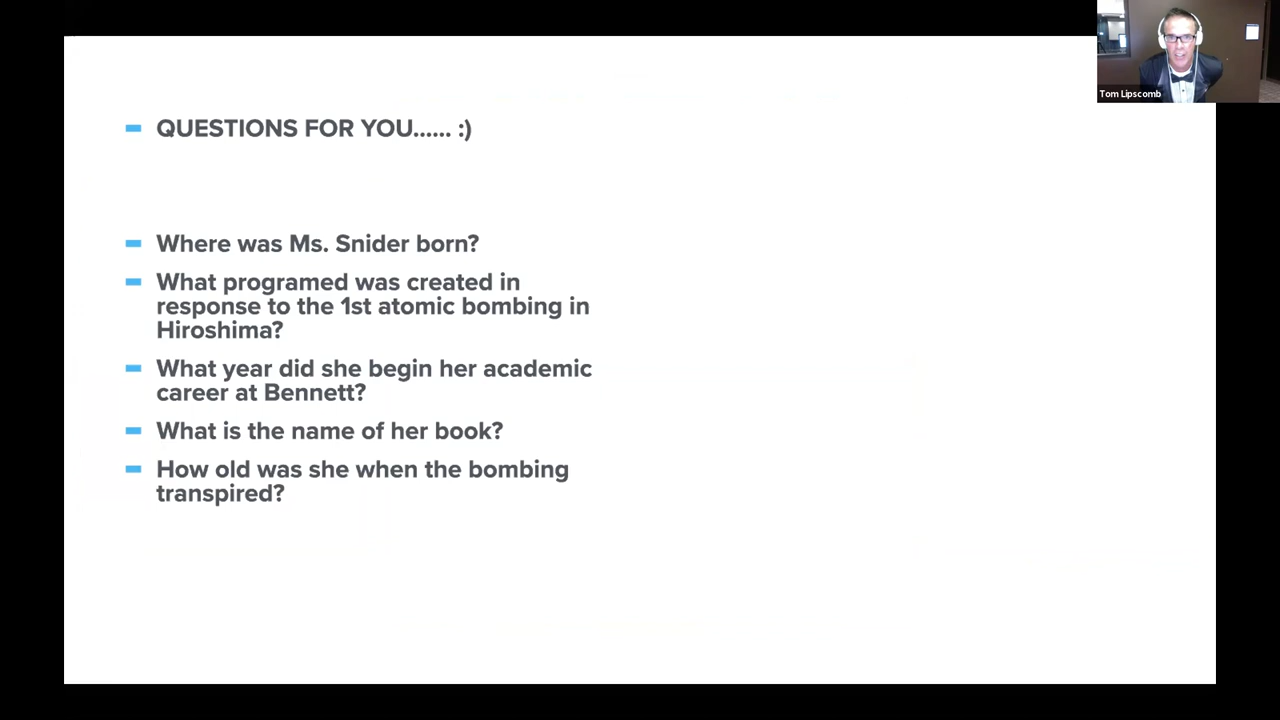 Tom Lipscomb
QUESTIONS FOR YOU...... :)
Where was Ms. Snider born?
What programed was created in
response to the 1st atomic bombing in
Hiroshima?
What year did she begin her academic
career at Bennett?
What is the name of her book?
How old was she when the bombing
transpired?